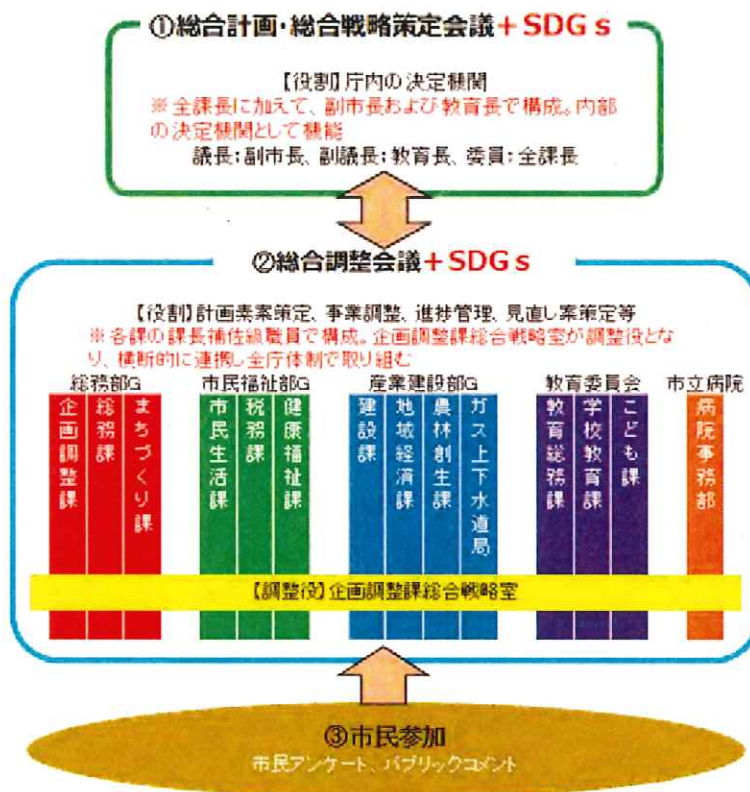 ①総合計画・総合戦略策定会議+SDGs
【役割】庁内の決定機関
※全課長に加えて、副市長および教育長で構成。内部
の決定機関として機能
議長：副市長、副議長：教育長、委員：全課長
②総合調整会議+SDGs
【役割】計画素案策定、事業調整、進捗管理、見直し案策定等
※各課の課長補佐級職員で構成。企画調整課総合戦略室が調整役とな
り、横断的に連携し全庁体制で取り組む
総務部G
企画調整課
総務課
まちづくり課
市民福祉部G
市民生活課
税務課
健康福祉課
産業建設部G
建設課
地域経済課
農林創生課
ガス上下水道局
教育委員会
教育総務課
学校教育課
こども課
市立病院
病院事務部
【調整役】企画調整課総合戦略室
③市民参加
市民アンケート、パブリックコメント